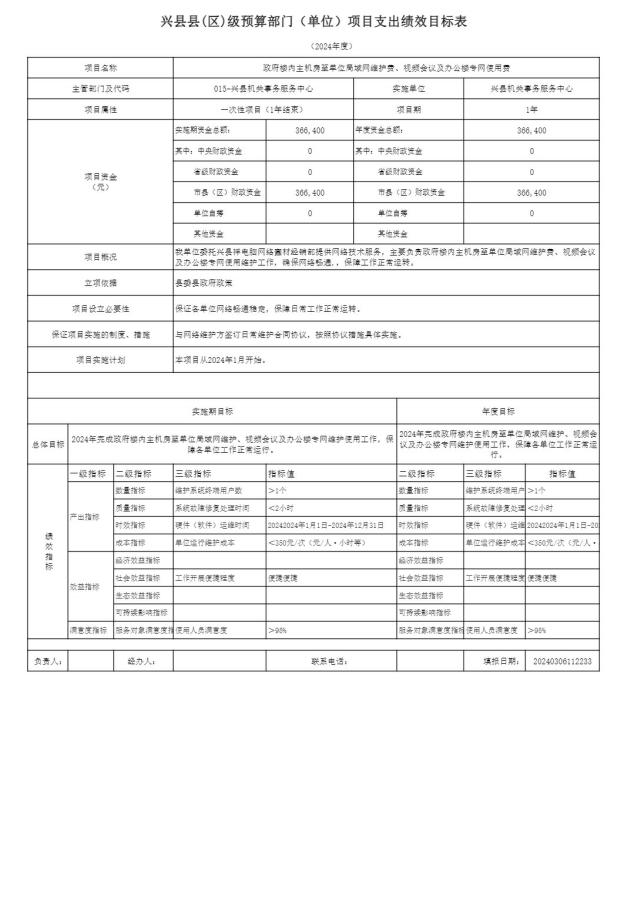 兴县县(区)级预算部门（单位）项目支出绩效目标表
（2024年度）
项目名称 政府楼内主机房至单位局域网维护费、视频会议及办公楼专网使用费
主管部门及代码 015-兴县机关事务服务中心 实施单位 兴县机关事务服务中心
项目属性 一次性项目（1年结束） 项目期 1年
项目资金
（元）
实施期资金总额： 366,400 年度资金总额： 366,400
其中：中央财政资金 0 其中：中央财政资金 0
省级财政资金 0 省级财政资金 0
市县（区）财政资金 366,400 市县（区）财政资金 366,400
单位自筹 0 单位自筹 0
其他资金 其他资金
项目概况
我单位委托兴县祥电脑网络器材经销部提供网络技术服务，主要负责政府楼内主机房至单位局域网维护费、视频会议
及办公楼专网使用维护工作，确保网络畅通,，保障工作正常运转。
立项依据 县委县政府政策
项目设立必要性 保证各单位网络畅通稳定，保障日常工作正常运转。
保证项目实施的制度、措施 与网络维护方签订日常维护合同协议，按照协议措施具体实施。
项目实施计划 本项目从2024年1月开始。
实施期目标 年度目标
总体目标
2024年完成政府楼内主机房至单位局域网维护、视频会议及办公楼专网维护使用工作，保
障各单位工作正常运行。
2024年完成政府楼内主机房至单位局域网维护、视频会
议及办公楼专网维护使用工作，保障各单位工作正常运
行。
绩效指标
一级指标 二级指标 三级指标 指标值 二级指标 三级指标 指标值
产出指标
数量指标 维护系统终端用户数 ＞1个 数量指标 维护系统终端用户 ＞1个
质量指标 系统故障修复处理时间 ＜2小时 质量指标 系统故障修复处理 ＜2小时
时效指标 硬件（软件）运维时间 20242024年1月1日-2024年12月31日 时效指标 硬件（软件）运维 20242024年1月1日-20
成本指标 单位运行维护成本 ＜350元/次（元/人·小时等） 成本指标 单位运行维护成本 ＜350元/次（元/人·
效益指标
经济效益指标 经济效益指标
社会效益指标 工作开展便捷程度 便捷便捷 社会效益指标 工作开展便捷程度 便捷便捷
生态效益指标 生态效益指标
可持续影响指标 可持续影响指标
满意度指标 服务对象满意度指 使用人员满意度 ＞98% 服务对象满意度指标 使用人员满意度 ＞98%
负责人： 经办人： 联系电话： 填报日期： 20240306112233